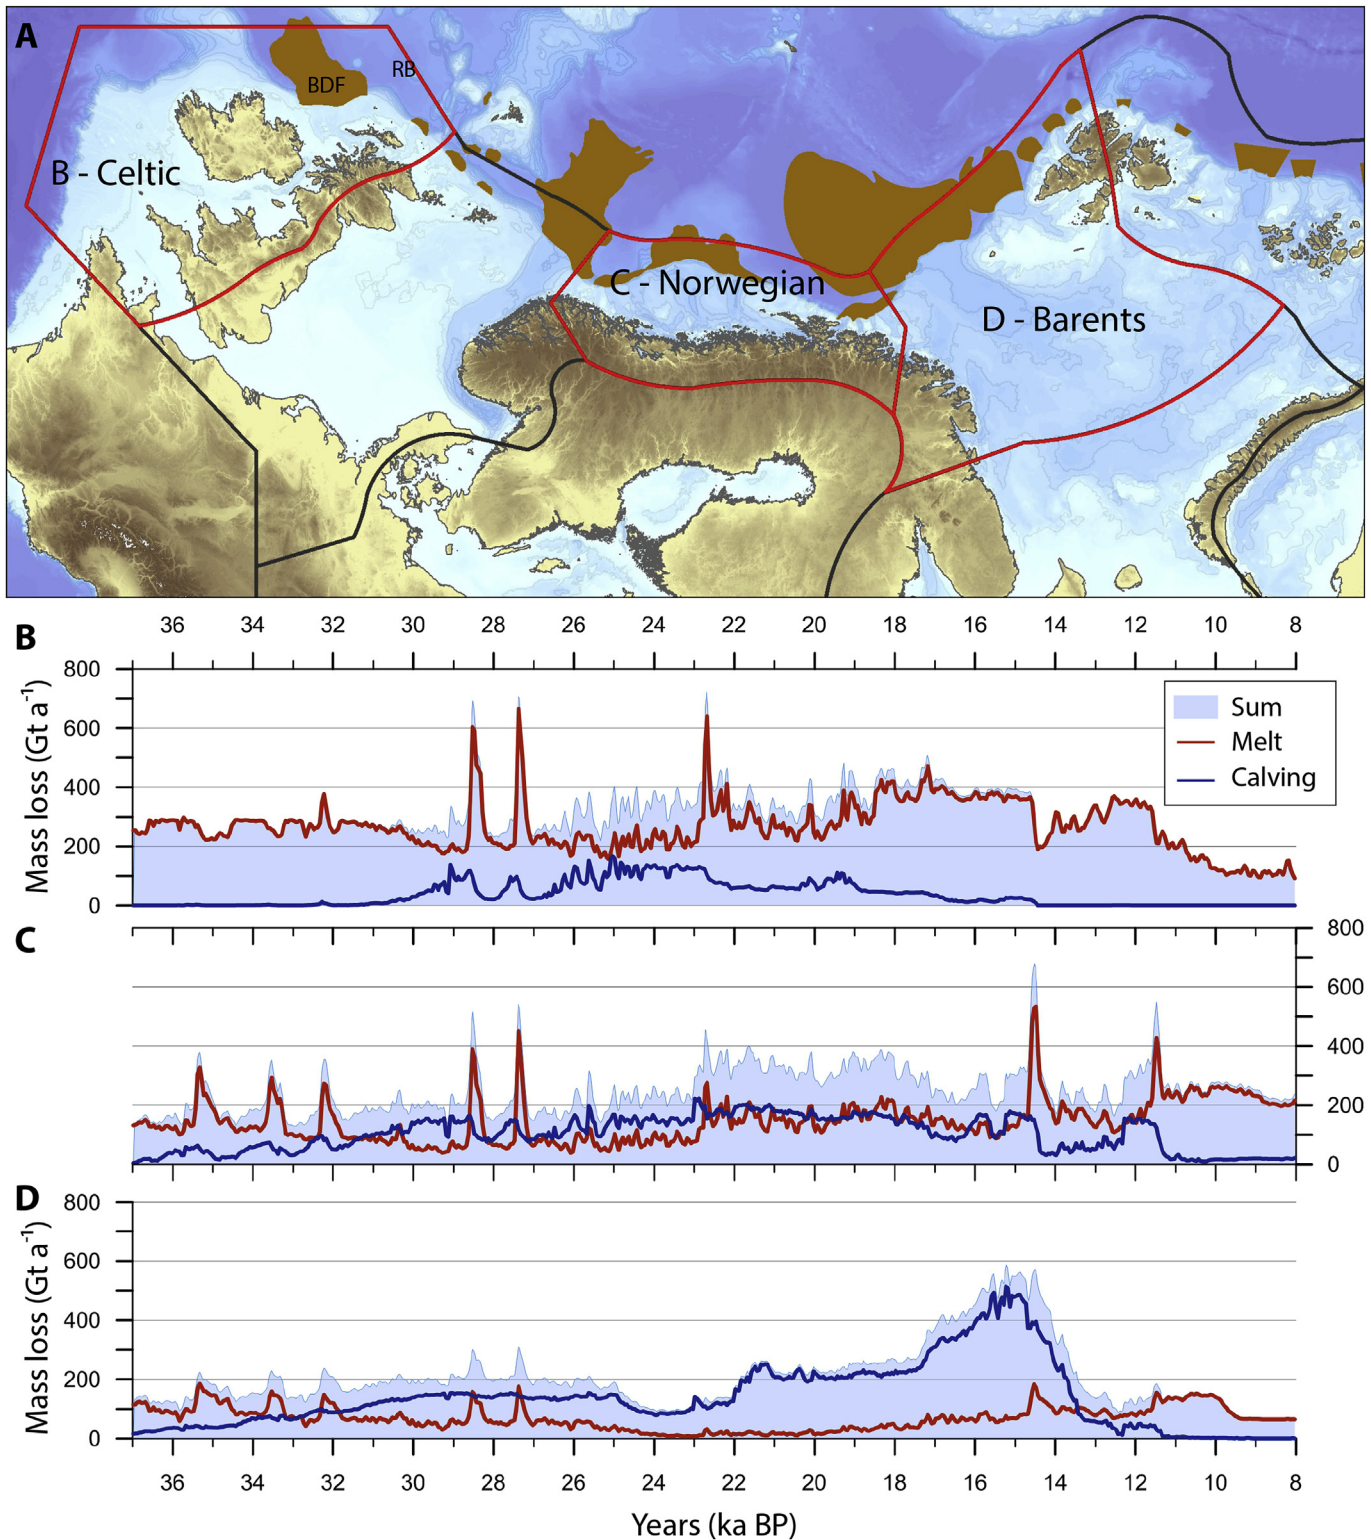 A
BDF
RB
B - Celtic
C - Norwegian
D - Barents
36 34 32 30 28 26 24 22 20 18 16 14 12 10 8
B
800
600
400
200
0
Mass loss (Gt a⁻¹)
Sum
Melt
Calving
C
800
600
400
200
0
D
800
600
400
200
0
Mass loss (Gt a⁻¹)
36 34 32 30 28 26 24 22 20 18 16 14 12 10 8
Years (ka BP)